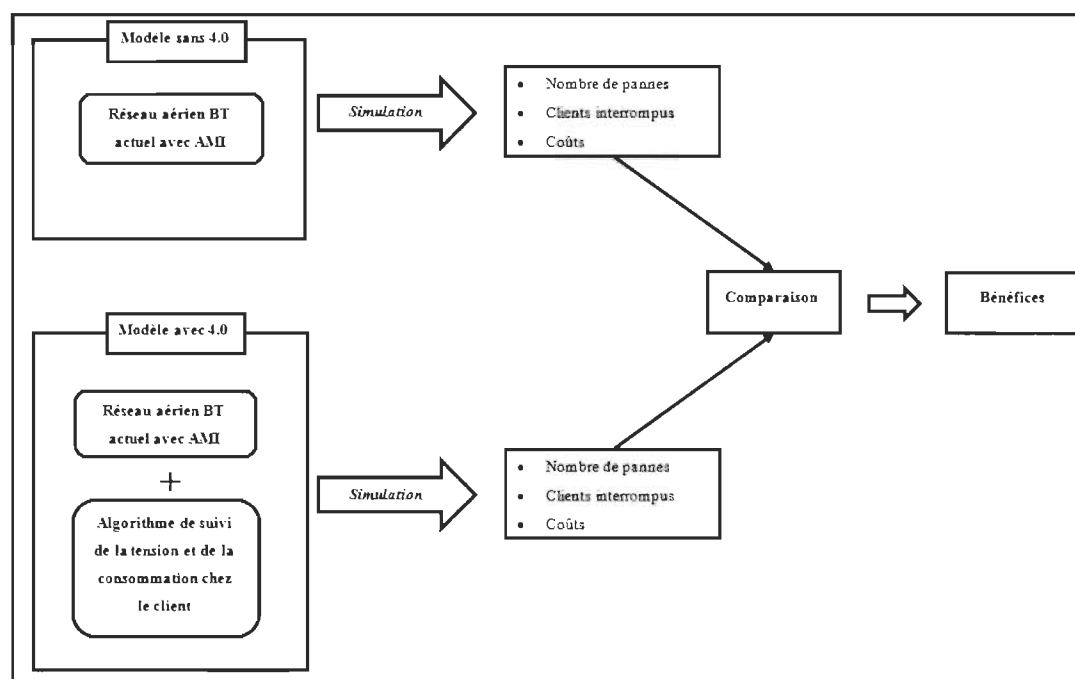 Modèle sans 4.0
Réseau aérien BT
actuel avec AMI
Simulation
• Nombre de pannes
• Clients interrompus
• Coûts
Comparaison
Bénéfices
Modèle avec 4.0
Réseau aérien BT
actuel avec AMI
+
Algorithme de suivi
de la tension et de la
consommation chez
le client
Simulation
• Nombre de pannes
• Clients interrompus
• Coûts